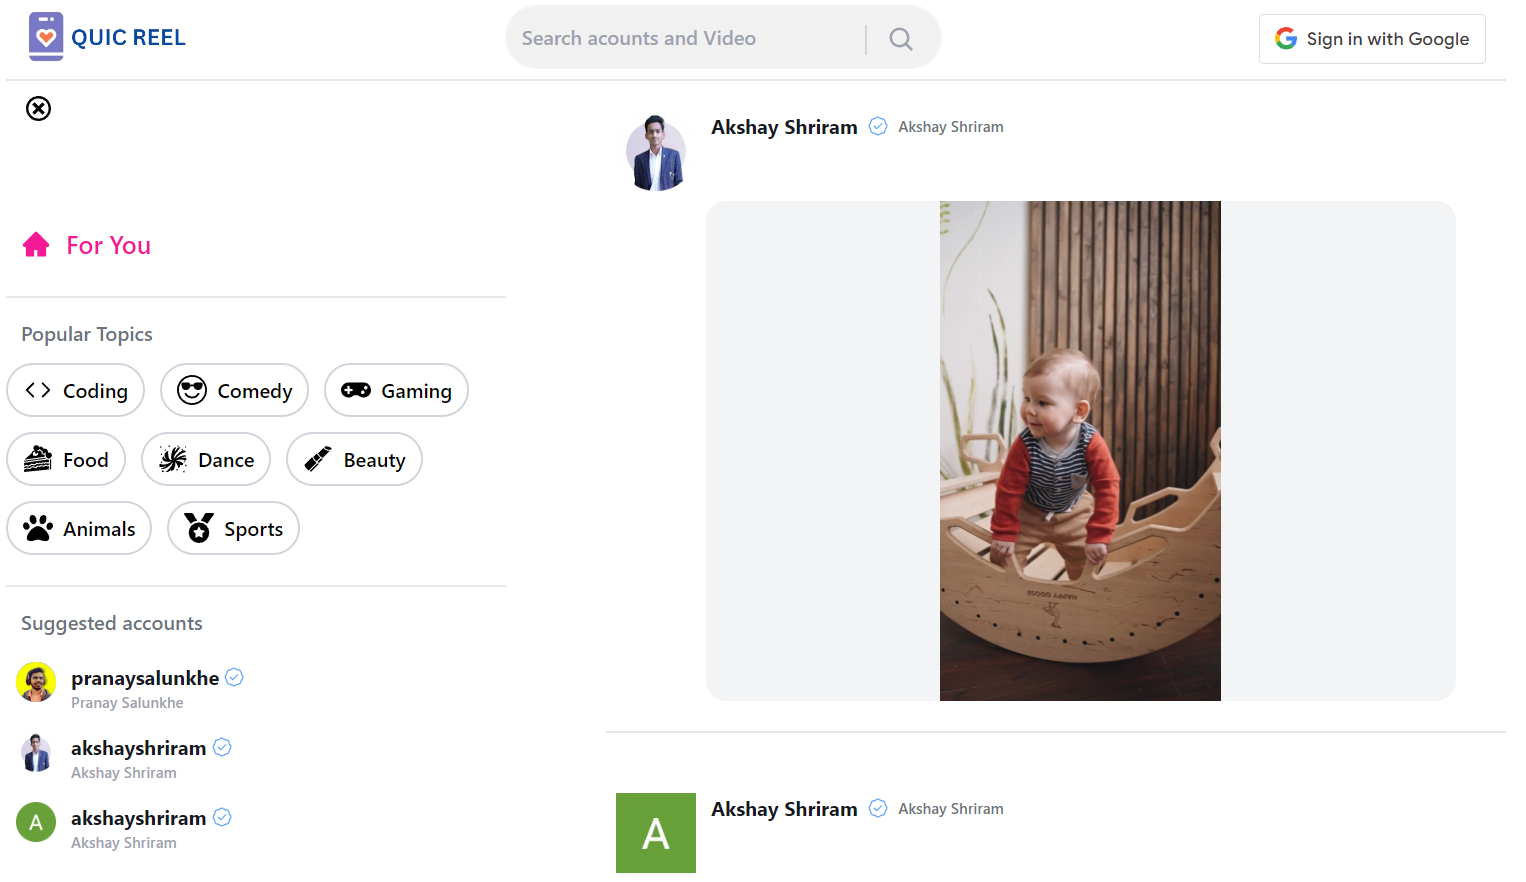 QUIC REEL
Search acounts and Video
Sign in with Google
For You
Popular Topics
Coding
Comedy
Gaming
Food
Dance
Beauty
Animals
Sports
Suggested accounts
pranaysalunkhe
Pranay Salunkhe
akshayshriram
Akshay Shriram
A
akshayshriram
Akshay Shriram
Akshay Shriram Akshay Shriram
HAPPY GOOSE
A
Akshay Shriram Akshay Shriram